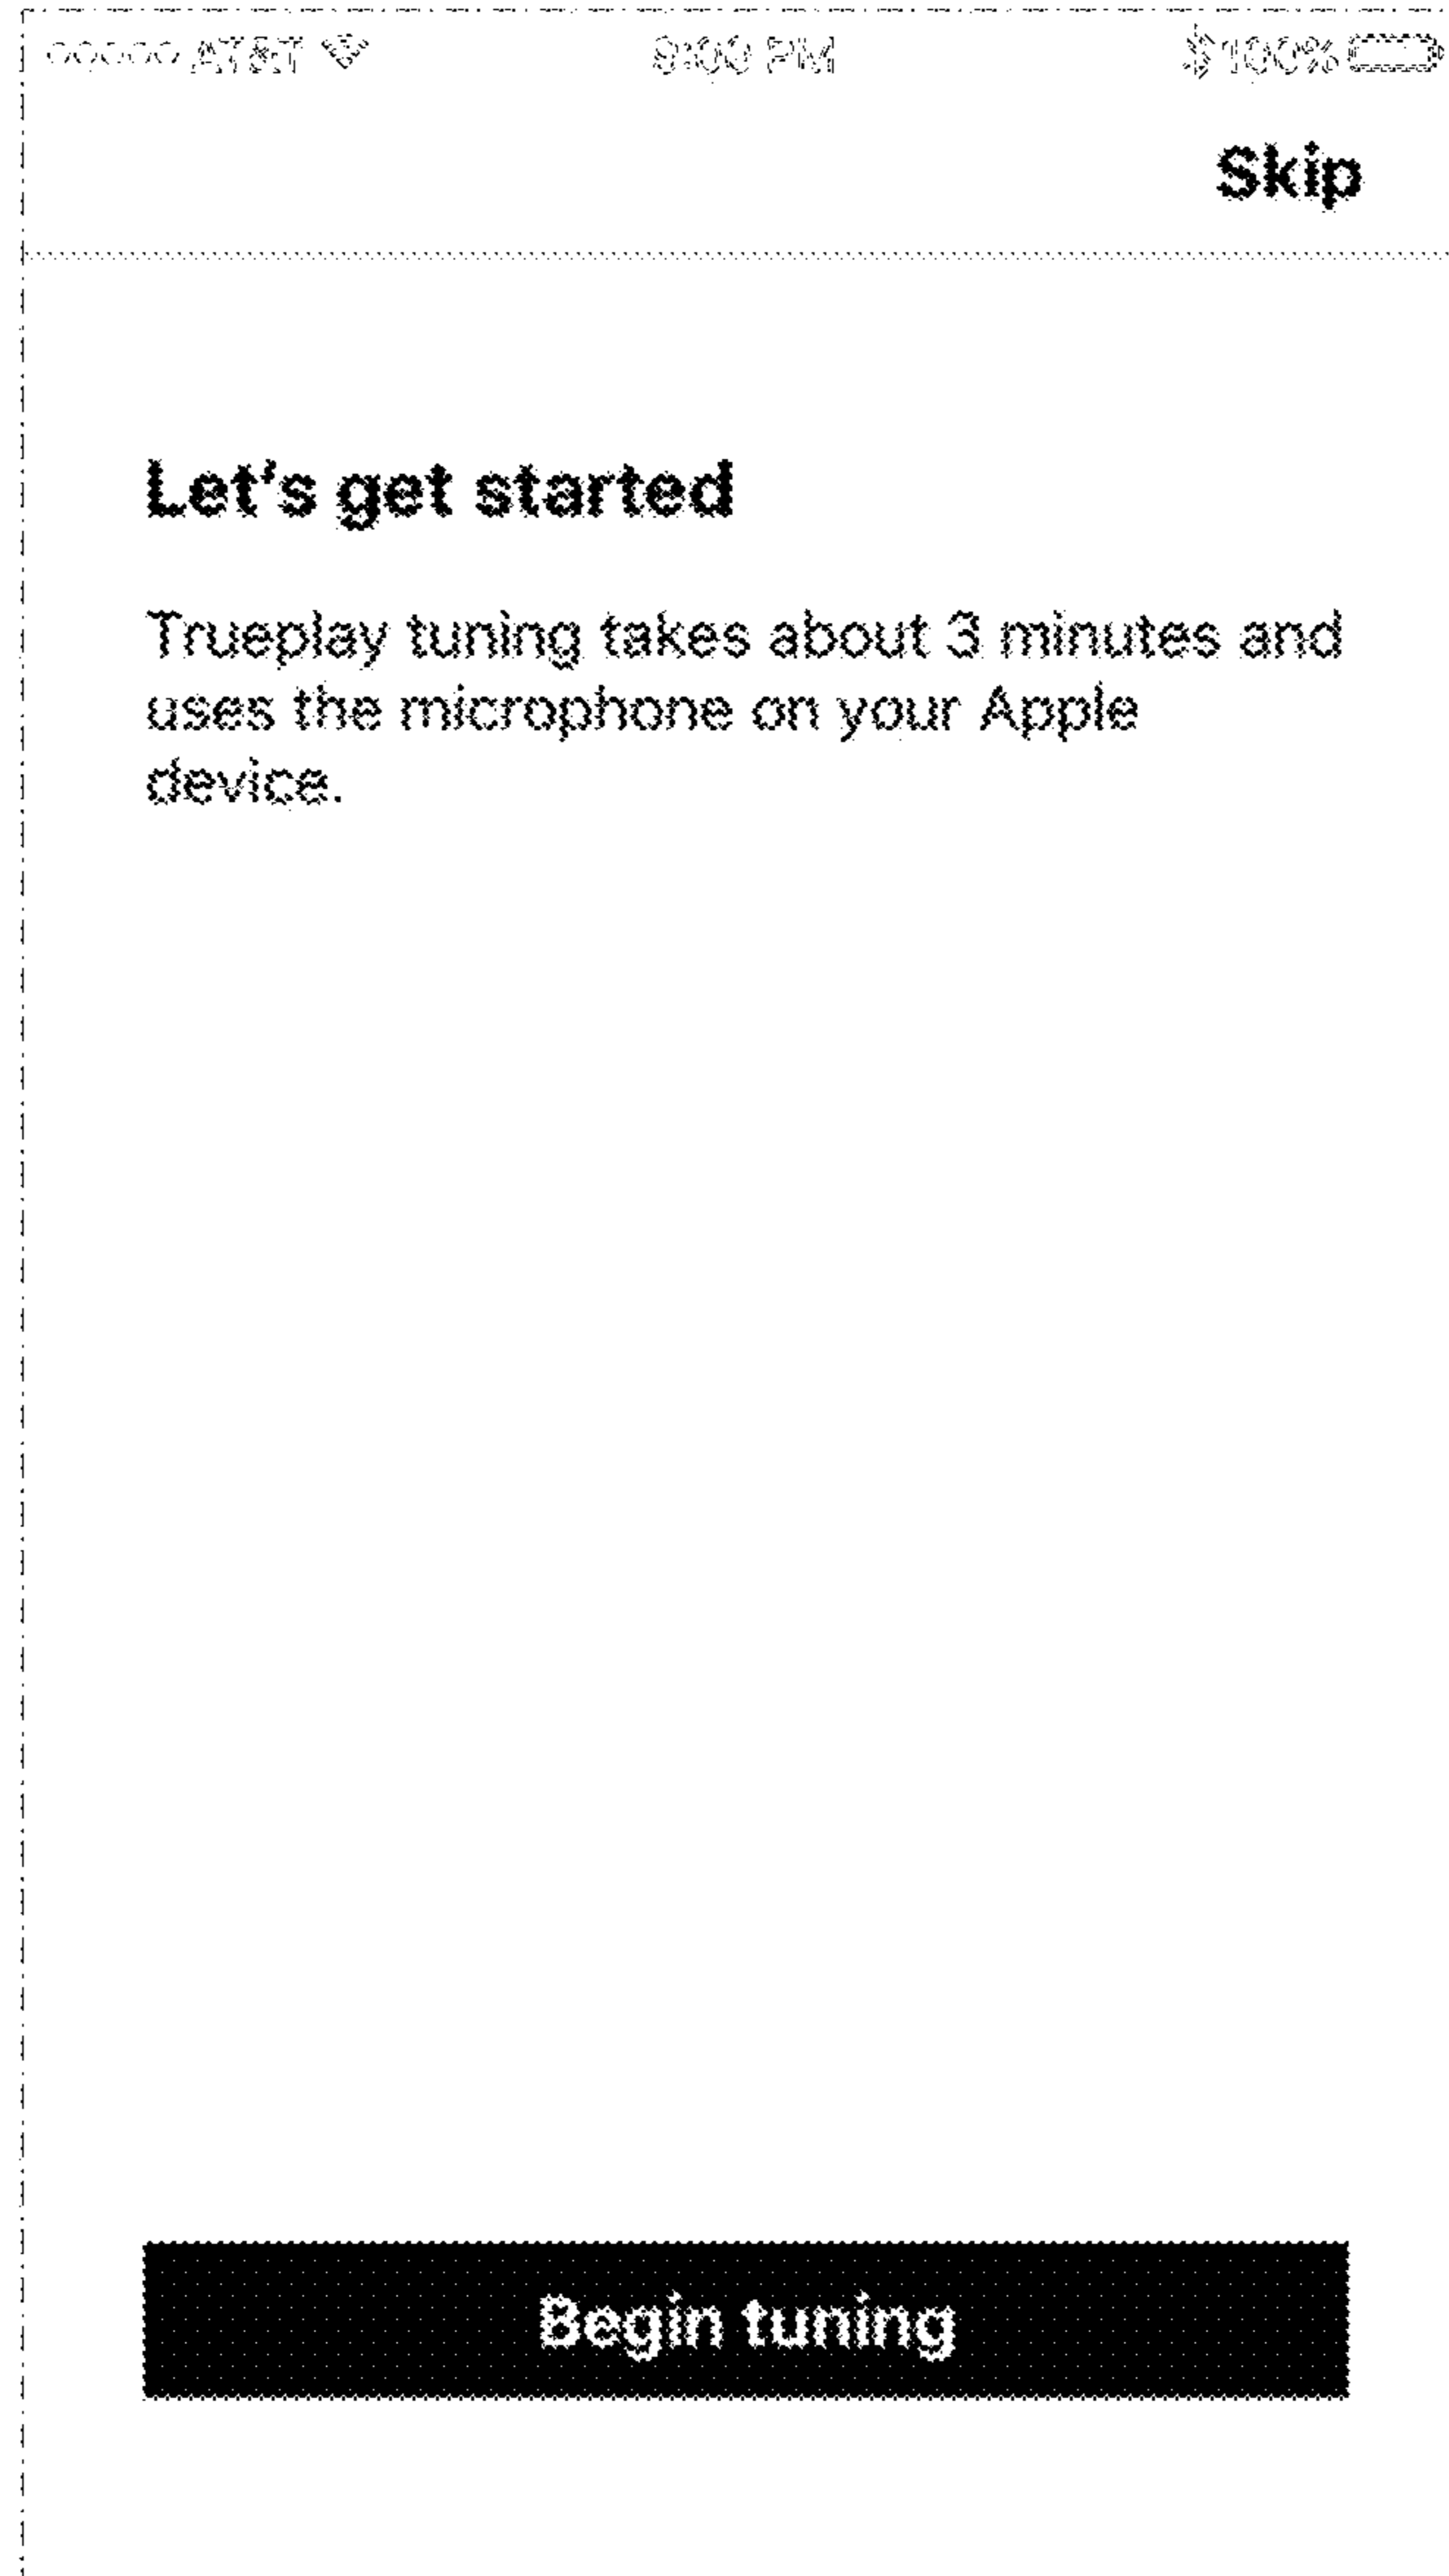 AT&T 9:00 PM 100%
Skip
Let's get started
Trueplay tuning takes about 3 minutes and
uses the microphone on your Apple
device.
Begin tuning